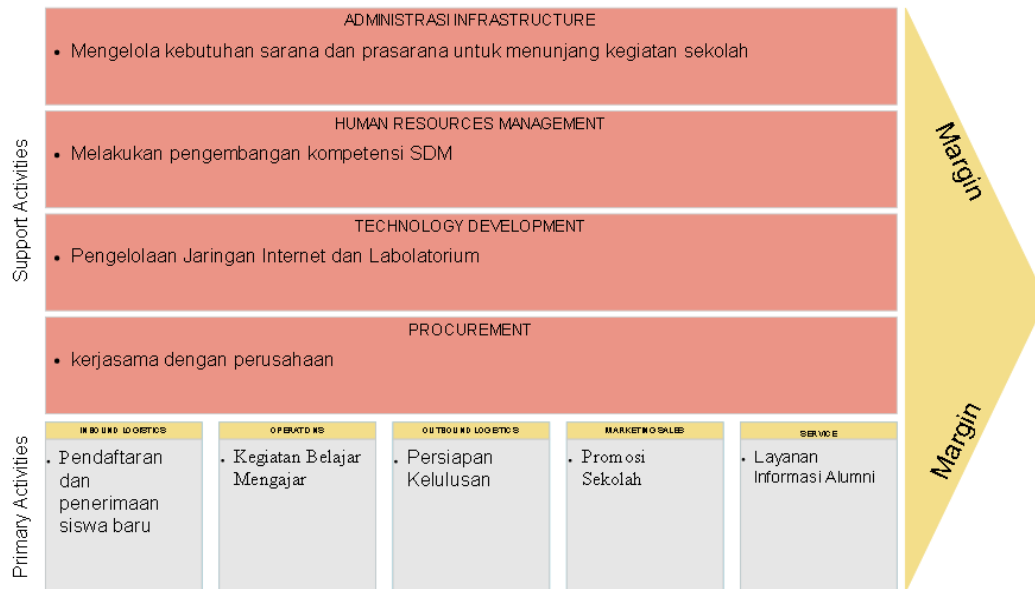 ADMINISTRASI INFRASTRUCTURE
• Mengelola kebutuhan sarana dan prasarana untuk menunjang kegiatan sekolah
HUMAN RESOURCES MANAGEMENT
• Melakukan pengembangan kompetensi SDM
TECHNOLOGY DEVELOPMENT
• Pengelolaan Jaringan Internet dan Labolatorium
PROCUREMENT
• kerjasama dengan perusahaan
Support Activities
Primary Activities
INBOUND LOGISTICS
• Pendaftaran
dan
penerimaan
siswa baru
OPERATIONS
• Kegiatan Belajar
Mengajar
OUTBOUND LOGISTICS
• Persiapan
Kelulusan
MARKETING SALES
• Promosi
Sekolah
SERVICE
• Layanan
Informasi Alumni
Margin
Margin